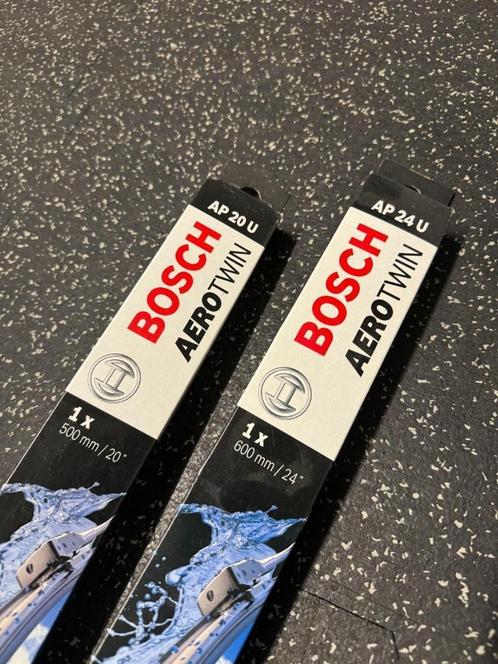 AP 20 U
BOSCH
AEROTWIN
1 x
500 mm / 20"
AP 24 U
BOSCH
AEROTWIN
1 x
600 mm / 24"